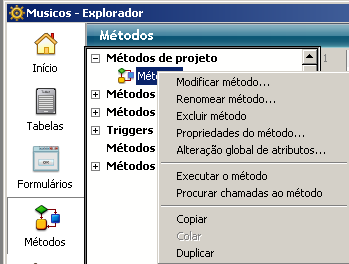 Musicos - Explorador
Métodos
Início
Tabelas
Formulários
Métodos
Métodos de projeto
Métodos
Métodos
Triggers
Métodos
Métodos
1
Modificar método...
Renomear método...
Excluir método
Propriedades do método...
Alteração global de atributos...
Executar o método
Procurar chamadas ao método
Copiar
Colar
Duplicar